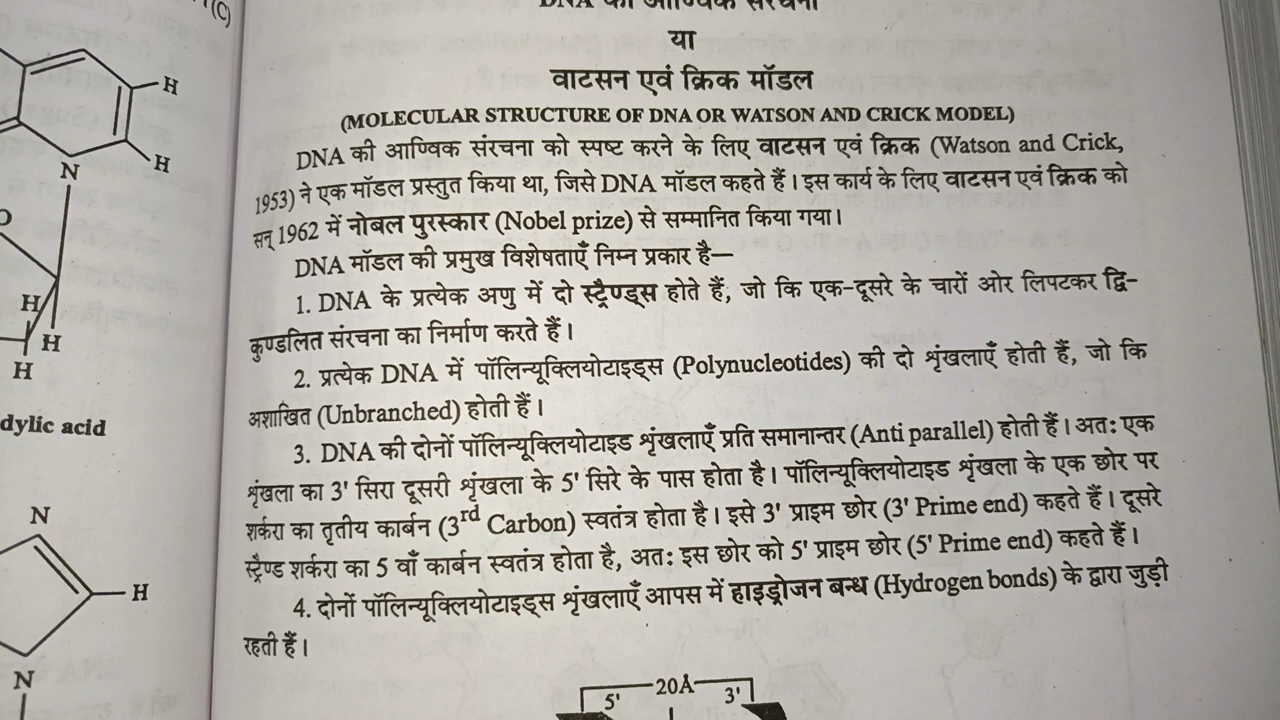 (C)
DNA की आण्विक संरचना
या
वाटसन एवं क्रिक मॉडल
(MOLECULAR STRUCTURE OF DNA OR WATSON AND CRICK MODEL)
DNA की आण्विक संरचना को स्पष्ट करने के लिए वाटसन एवं क्रिक (Watson and Crick,
1953) ने एक मॉडल प्रस्तुत किया था, जिसे DNA मॉडल कहते हैं। इस कार्य के लिए वाटसन एवं क्रिक को
सन् 1962 में नोबल पुरस्कार (Nobel prize) से सम्मानित किया गया।
DNA मॉडल की प्रमुख विशेषताएँ निम्न प्रकार है—
1. DNA के प्रत्येक अणु में दो स्ट्रैण्ड्स होते हैं, जो कि एक-दूसरे के चारों ओर लिपटकर द्वि-
कुण्डलित संरचना का निर्माण करते हैं।
2. प्रत्येक DNA में पॉलिन्यूक्लियोटाइड्स (Polynucleotides) की दो शृंखलाएँ होती हैं, जो कि
अशाखित (Unbranched) होती हैं।
3. DNA की दोनों पॉलिन्यूक्लियोटाइड शृंखलाएँ प्रति समानान्तर (Anti parallel) होती हैं। अतः एक
शृंखला का 3' सिरा दूसरी शृंखला के 5' सिरे के पास होता है। पॉलिन्यूक्लियोटाइड शृंखला के एक छोर पर
शर्करा का तृतीय कार्बन (3rd Carbon) स्वतंत्र होता है। इसे 3' प्राइम छोर (3' Prime end) कहते हैं। दूसरे
स्ट्रैण्ड शर्करा का 5 वाँ कार्बन स्वतंत्र होता है, अतः इस छोर को 5' प्राइम छोर (5' Prime end) कहते हैं।
4. दोनों पॉलिन्यूक्लियोटाइड्स शृंखलाएँ आपस में हाइड्रोजन बन्ध (Hydrogen bonds) के द्वारा जुड़ी
रहती हैं।
20Å
5' 3'
H
H
N
O
H
H
H
dylic acid
N
H
N